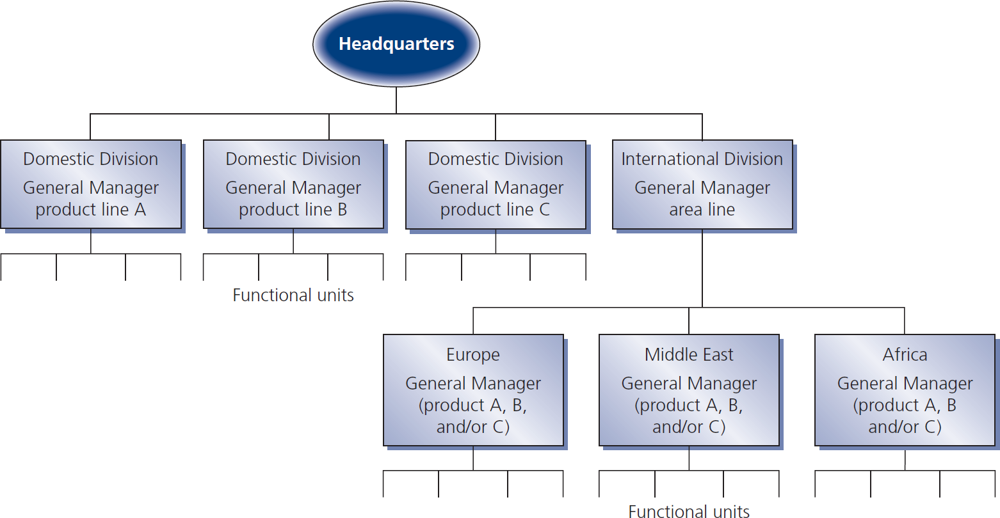 Headquarters
Domestic Division
General Manager
product line A
Domestic Division
General Manager
product line B
Domestic Division
General Manager
product line C
International Division
General Manager
area line
Functional units
Europe
General Manager
(product A, B,
and/or C)
Middle East
General Manager
(product A, B,
and/or C)
Africa
General Manager
(product A, B
and/or C)
Functional units